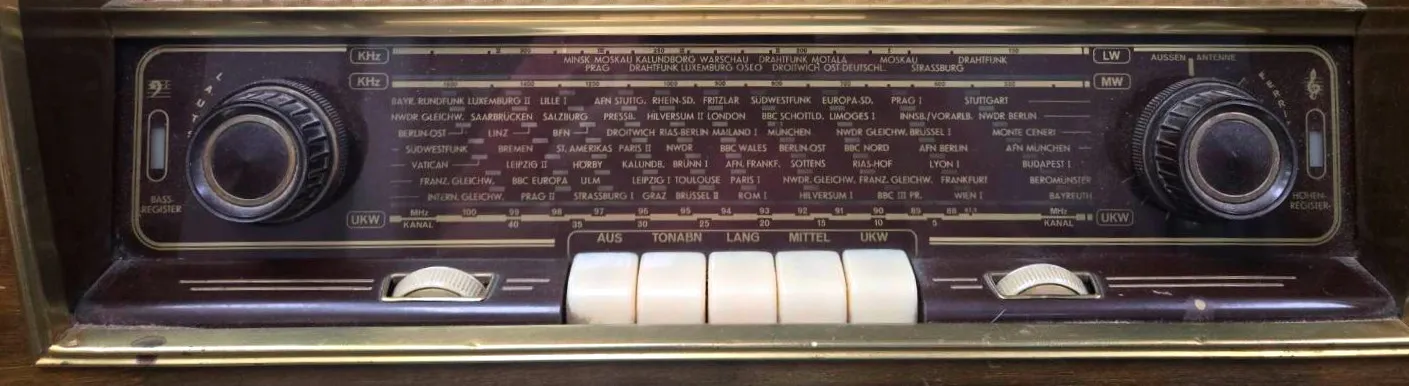 KHz 300 250 200 150 LW
MINSK MOSKAU KALUNDBORG WARSCHAU DRAHTFUNK MOTALA MOSKAU DRAHTFUNK
PRAG DRAHTFUNK LUXEMBURG OSLO DROITWICH OST-DEUTSCHL. STRASSBURG
AUSSEN ANTENNE
KHz MW
BAYR. RUNDFUNK LUXEMBURG II LILLE I AFN STUTTG. RHEIN-SD. FRITZLAR SÜDWESTFUNK EUROPA-SD. PRAG I STUTTGART
NWDR GLEICHW. SAARBRÜCKEN SALZBURG PRESSB. HILVERSUM II LONDON BBC SCHOTTLD. LIMOGES I INNSB./VORARLB. NWDR BERLIN
BERLIN-OST LINZ BFN DROITWICH RIAS-BERLIN MAILAND I MÜNCHEN NWDR GLEICHW. BRÜSSEL I MONTE CENERI
SÜDWESTFUNK BREMEN ST. AMERIKAS PARIS II NWDR BBC WALES BERLIN-OST BBC NORD AFN BERLIN AFN MÜNCHEN
VATICAN LEIPZIG II HÖRBY KALUNDB. BRÜNN I AFN. FRANKF. SOTTENS RIAS-HOF LYON I BUDAPEST I
FRANZ. GLEICHW. BBC EUROPA ULM LEIPZIG I TOULOUSE PARIS I NWDR. GLEICHW. FRANZ. GLEICHW. FRANKFURT BEROMÜNSTER
INTERN. GLEICHW. PRAG II STRASSBURG I GRAZ BRÜSSEL II ROM I HILVERSUM I BBC III PR. WIEN I BAYREUTH
BASS-
REGISTER
HÖHEN-
REGISTER
UKW MHz 100 99 98 97 96 95 94 93 92 91 90 89 88 MHz UKW
KANAL 40 35 30 25 20 15 10 5 KANAL
AUS TONABN LANG MITTEL UKW